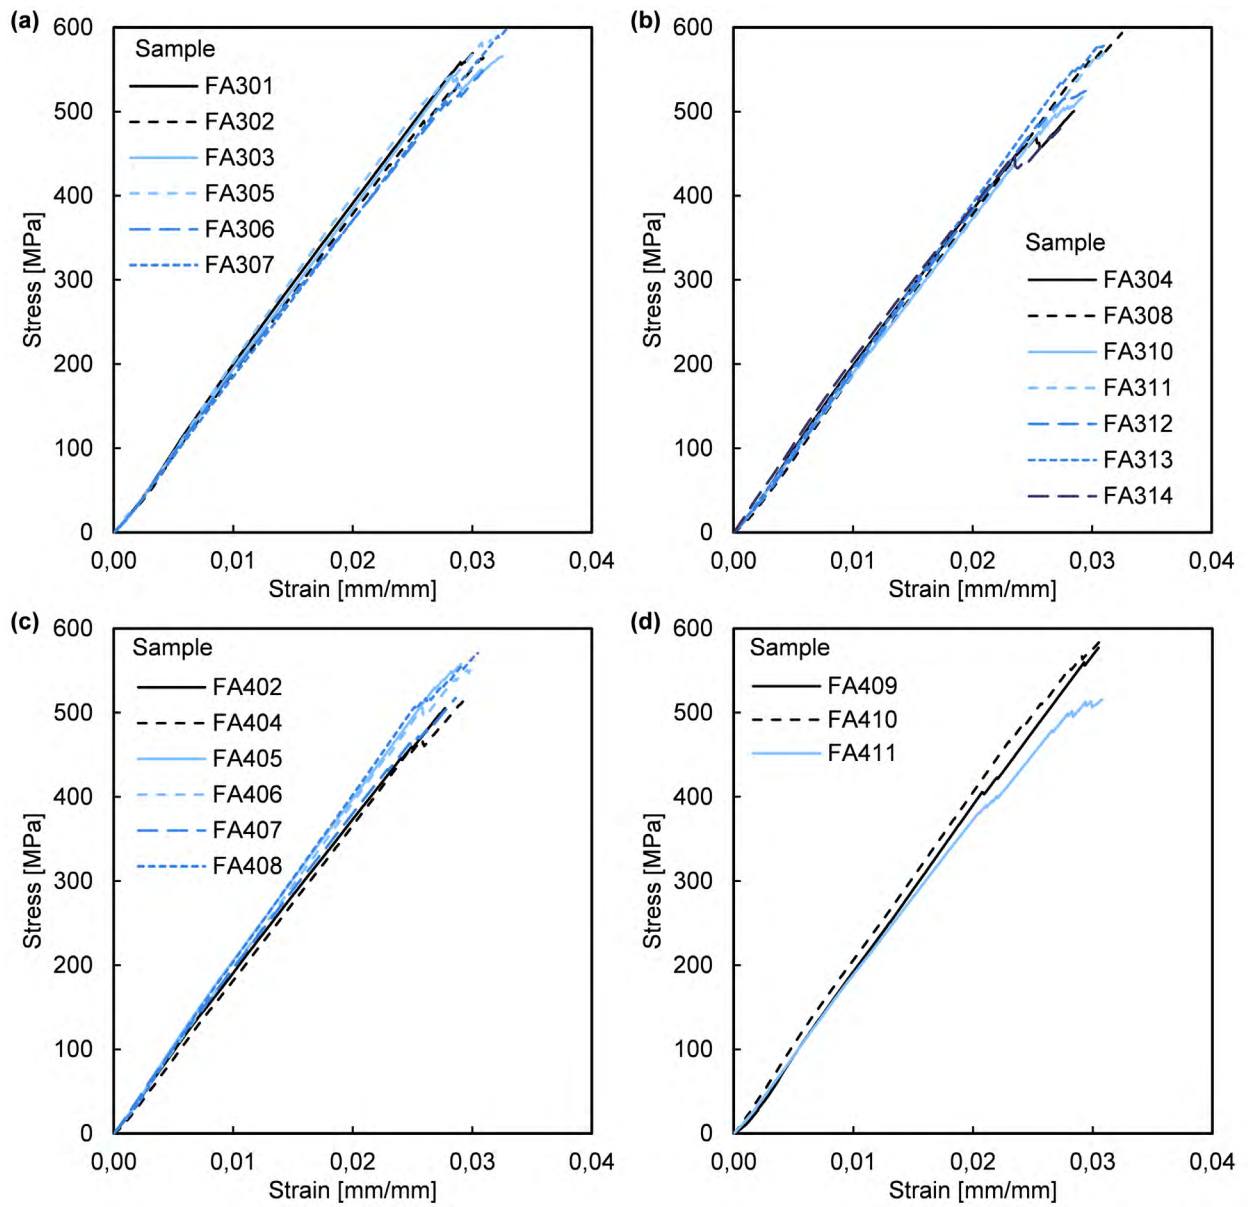 (a)
600
500
400
300
200
100
0
Stress [MPa]
Sample
FA301
FA302
FA303
FA305
FA306
FA307
0,00 0,01 0,02 0,03 0,04
Strain [mm/mm]
(b)
600
500
400
300
200
100
0
Stress [MPa]
Sample
FA304
FA308
FA310
FA311
FA312
FA313
FA314
0,00 0,01 0,02 0,03 0,04
Strain [mm/mm]
(c)
600
500
400
300
200
100
0
Stress [MPa]
Sample
FA402
FA404
FA405
FA406
FA407
FA408
0,00 0,01 0,02 0,03 0,04
Strain [mm/mm]
(d)
600
500
400
300
200
100
0
Stress [MPa]
Sample
FA409
FA410
FA411
0,00 0,01 0,02 0,03 0,04
Strain [mm/mm]